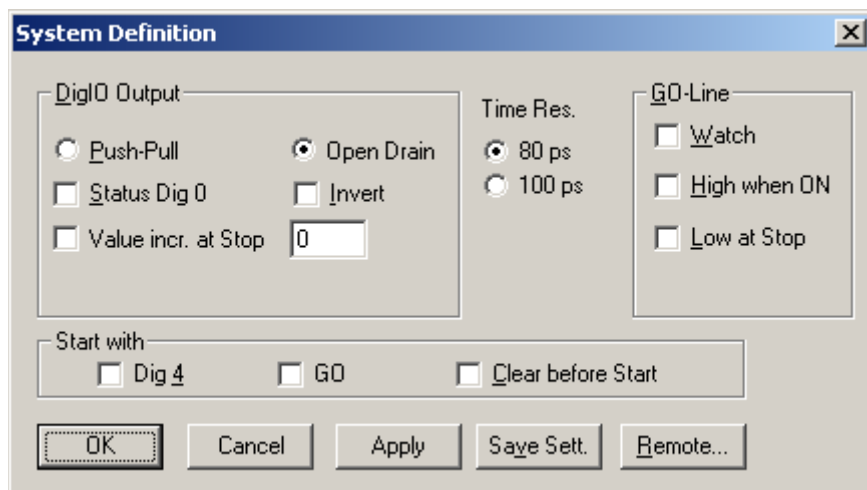 System Definition
DigIO Output
Push-Pull
Open Drain
Status Dig 0
Invert
Value incr. at Stop
0
Time Res.
80 ps
100 ps
GO-Line
Watch
High when ON
Low at Stop
Start with
Dig 4
GO
Clear before Start
OK
Cancel
Apply
Save Sett.
Remote...